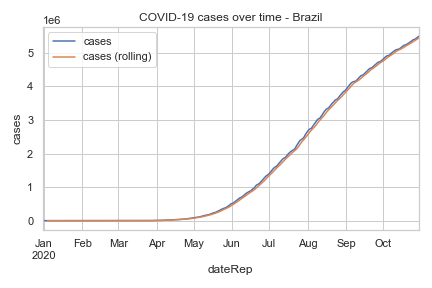 COVID-19 cases over time - Brazil
1e6
cases
cases (rolling)
5
4
3
2
1
0
cases
Jan Feb Mar Apr May Jun Jul Aug Sep Oct
2020
dateRep